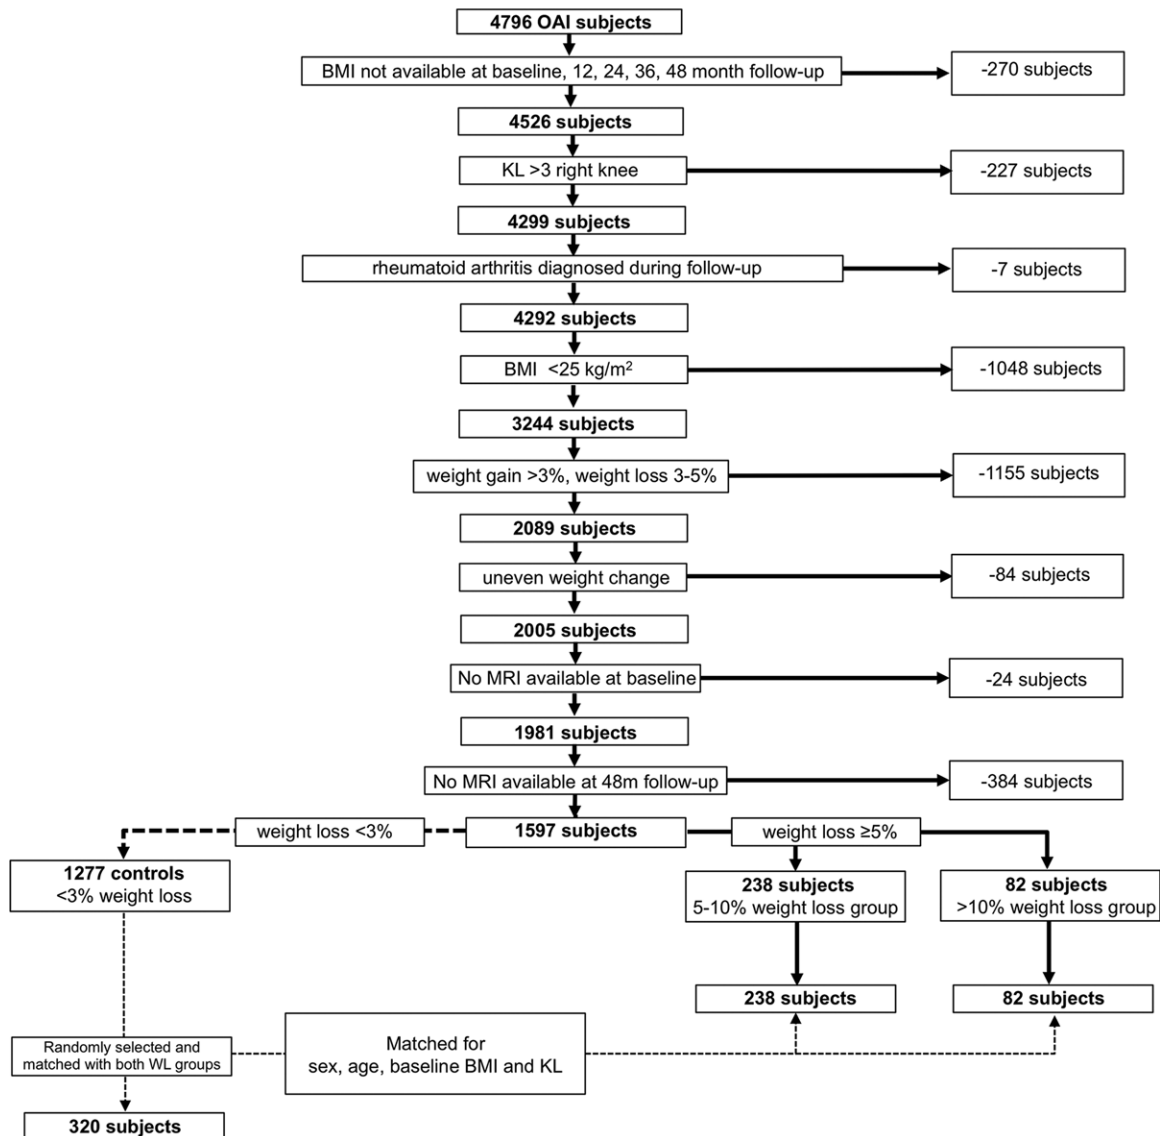 4796 OAI subjects
BMI not available at baseline, 12, 24, 36, 48 month follow-up
-270 subjects
4526 subjects
KL >3 right knee
-227 subjects
4299 subjects
rheumatoid arthritis diagnosed during follow-up
-7 subjects
4292 subjects
BMI <25 kg/m²
-1048 subjects
3244 subjects
weight gain >3%, weight loss 3-5%
-1155 subjects
2089 subjects
uneven weight change
-84 subjects
2005 subjects
No MRI available at baseline
-24 subjects
1981 subjects
No MRI available at 48m follow-up
-384 subjects
weight loss <3%
1597 subjects
weight loss ≥5%
1277 controls
<3% weight loss
238 subjects
5-10% weight loss group
82 subjects
>10% weight loss group
238 subjects
82 subjects
Randomly selected and
matched with both WL groups
Matched for
sex, age, baseline BMI and KL
320 subjects